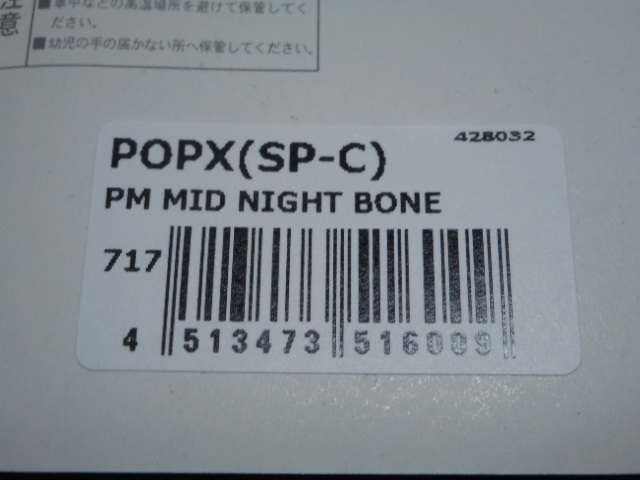 注意
■車中などの高温場所を避けて保管してく
ださい。
■幼児の手の届かない所へ保管してください。
428032
POPX(SP-C)
PM MID NIGHT BONE
717
4 513473 516009